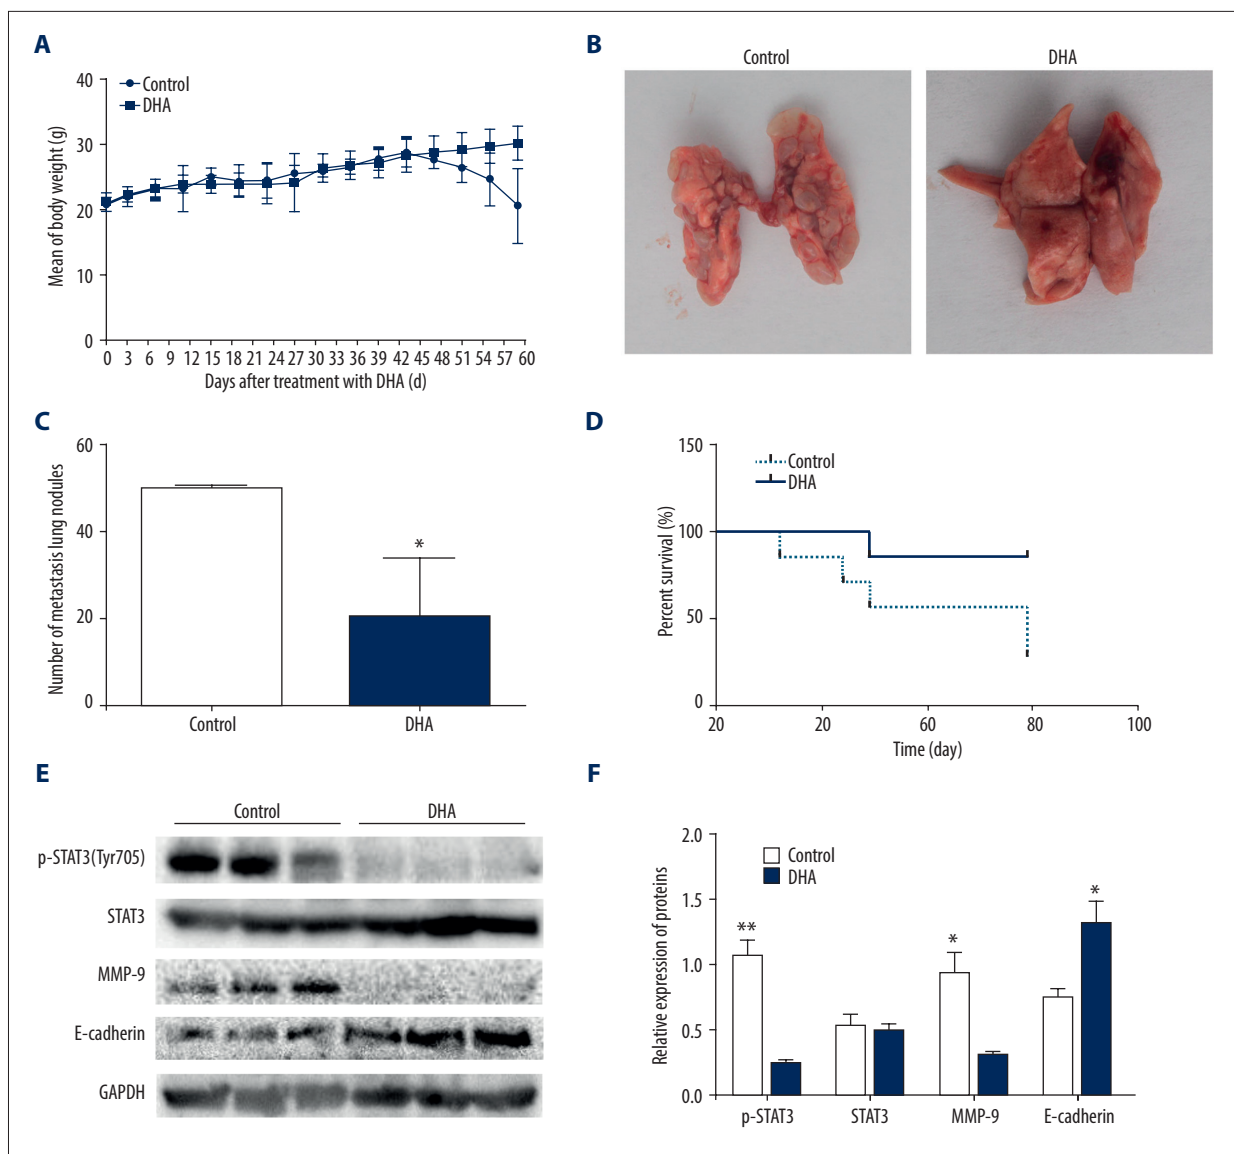 A
Control
DHA
Mean of body weight (g)
40
30
20
10
0
0 3 6 9 12 15 18 21 24 27 30 33 36 39 42 45 48 51 54 57 60
Days after treatment with DHA (d)
B
Control DHA
C
Number of metastasis lung nodules
60
40
20
0
*
Control DHA
D
Control
DHA
Percent survival (%)
150
100
50
0
20 20 60 80 100
Time (day)
E
Control DHA
p-STAT3(Tyr705)
STAT3
MMP-9
E-cadherin
GAPDH
F
Control
DHA
Relative expression of proteins
2.0
1.5
1.0
0.5
0.0
** * *
p-STAT3 STAT3 MMP-9 E-cadherin